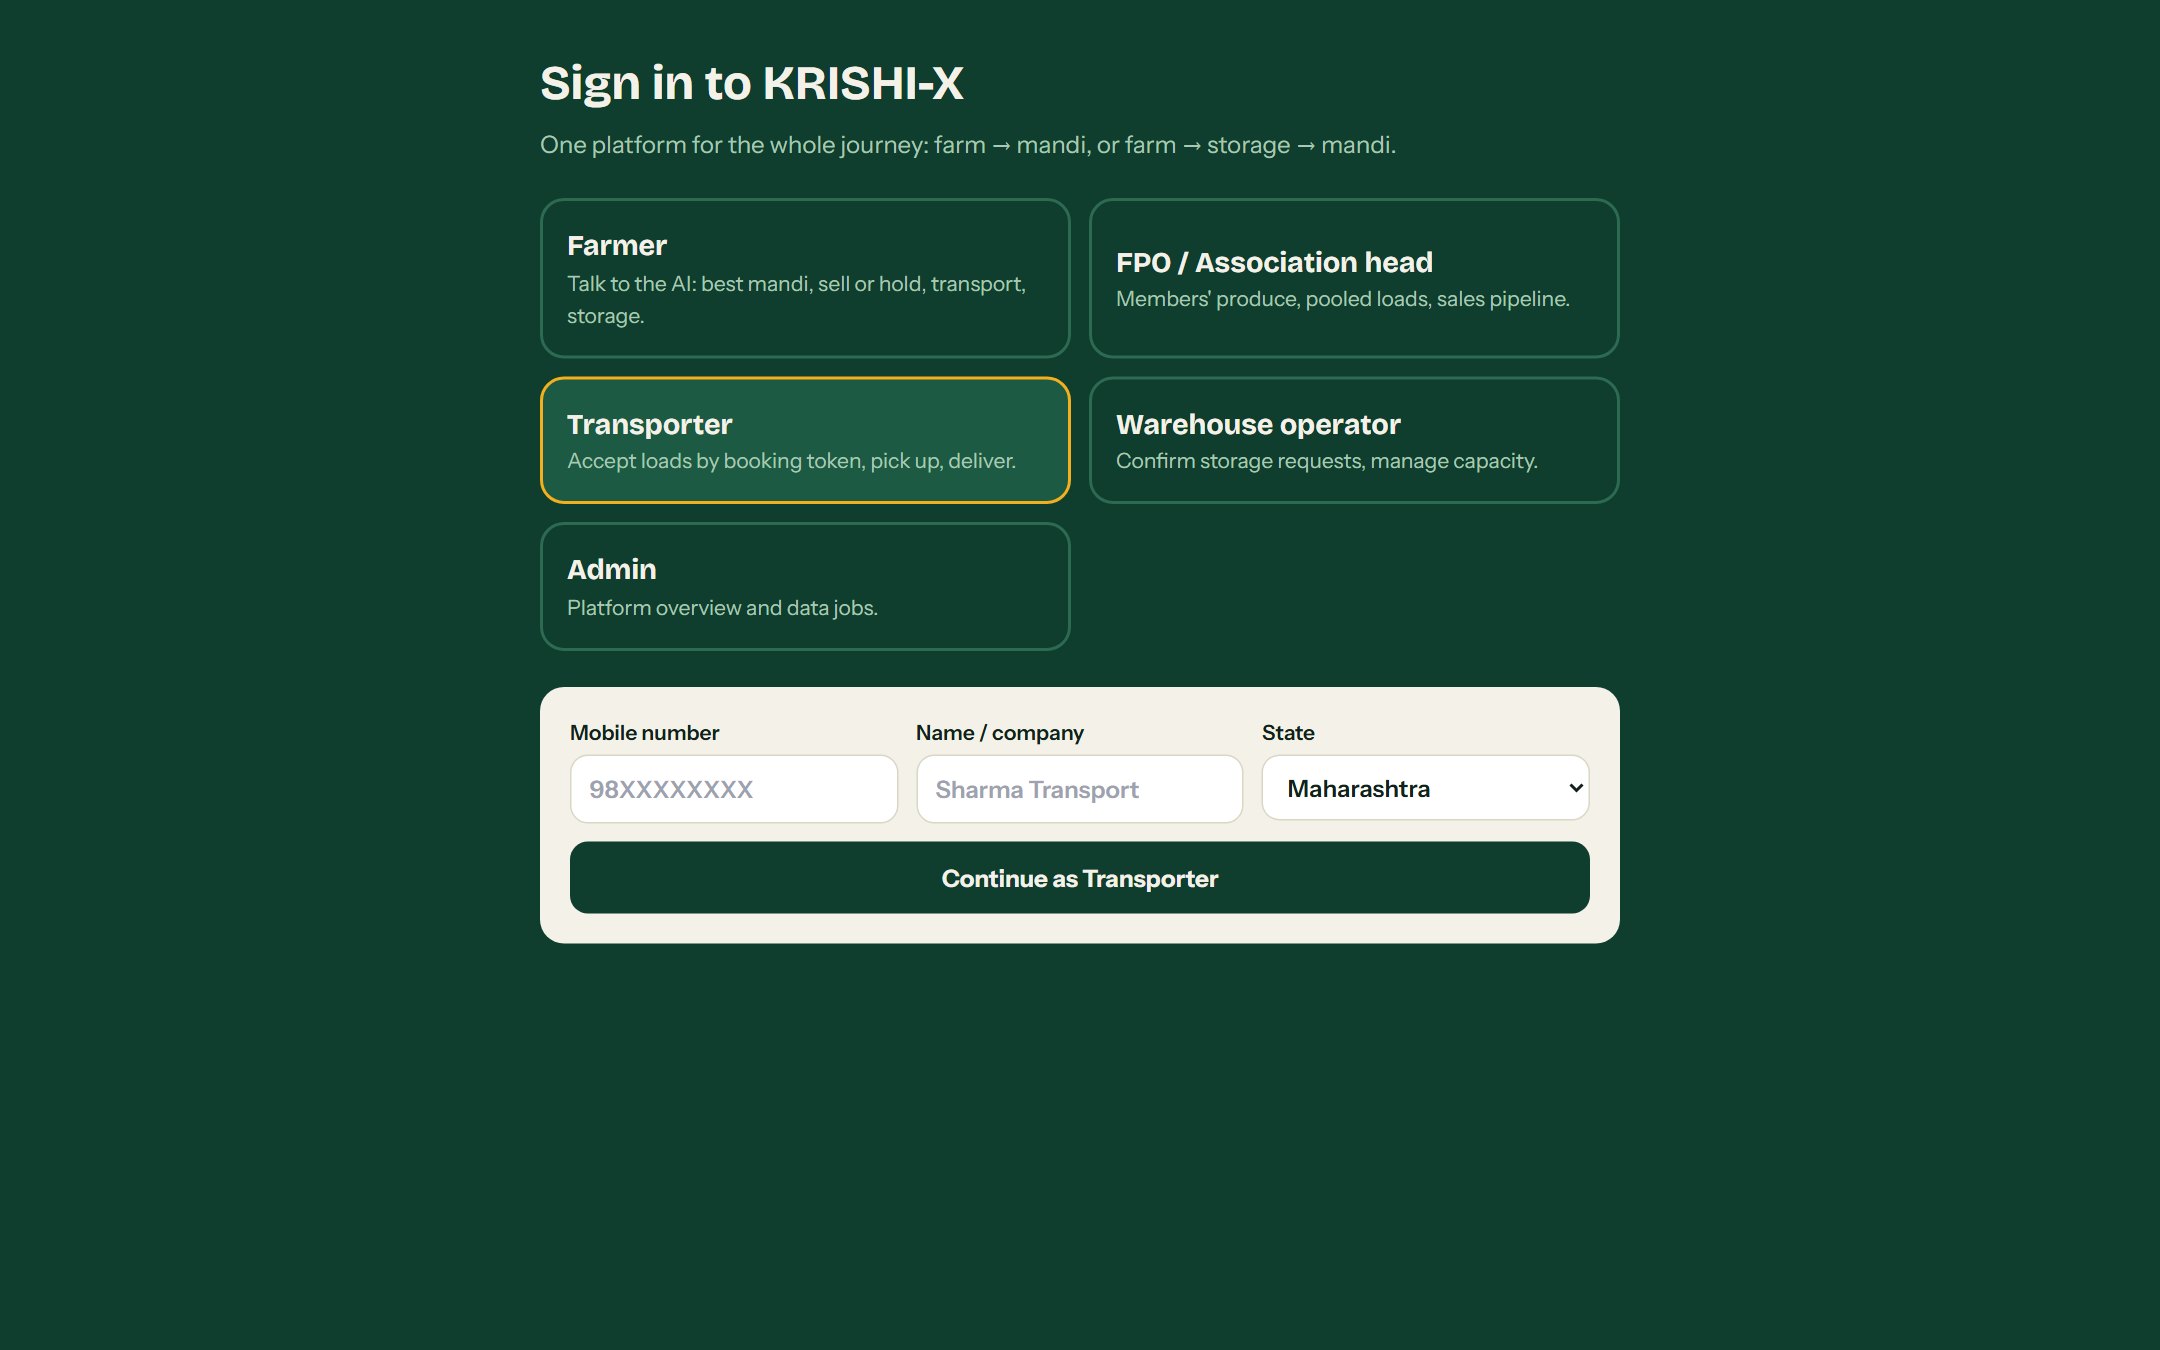 Sign in to KRISHI-X
One platform for the whole journey: farm → mandi, or farm → storage → mandi.
Farmer
Talk to the AI: best mandi, sell or hold, transport,
storage.
FPO / Association head
Members' produce, pooled loads, sales pipeline.
Transporter
Accept loads by booking token, pick up, deliver.
Warehouse operator
Confirm storage requests, manage capacity.
Admin
Platform overview and data jobs.
Mobile number
Name / company
State
98XXXXXXXX
Sharma Transport
Maharashtra
Continue as Transporter